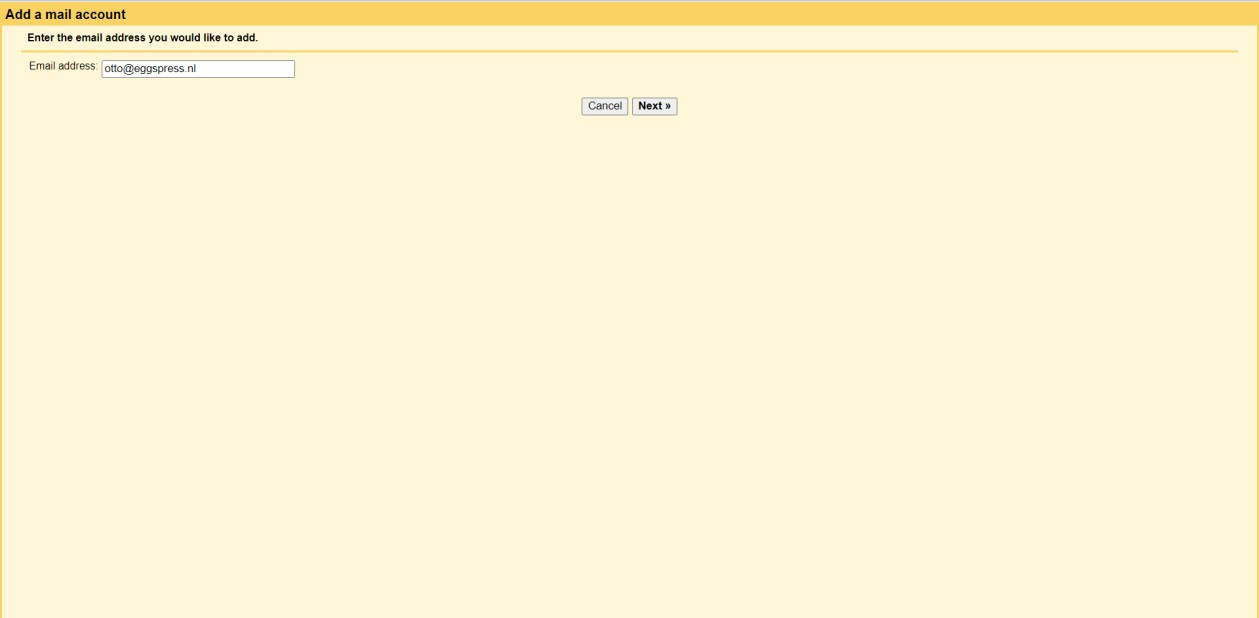 Add a mail account
Enter the email address you would like to add.
Email address: otto@eggspress.nl
Cancel Next »